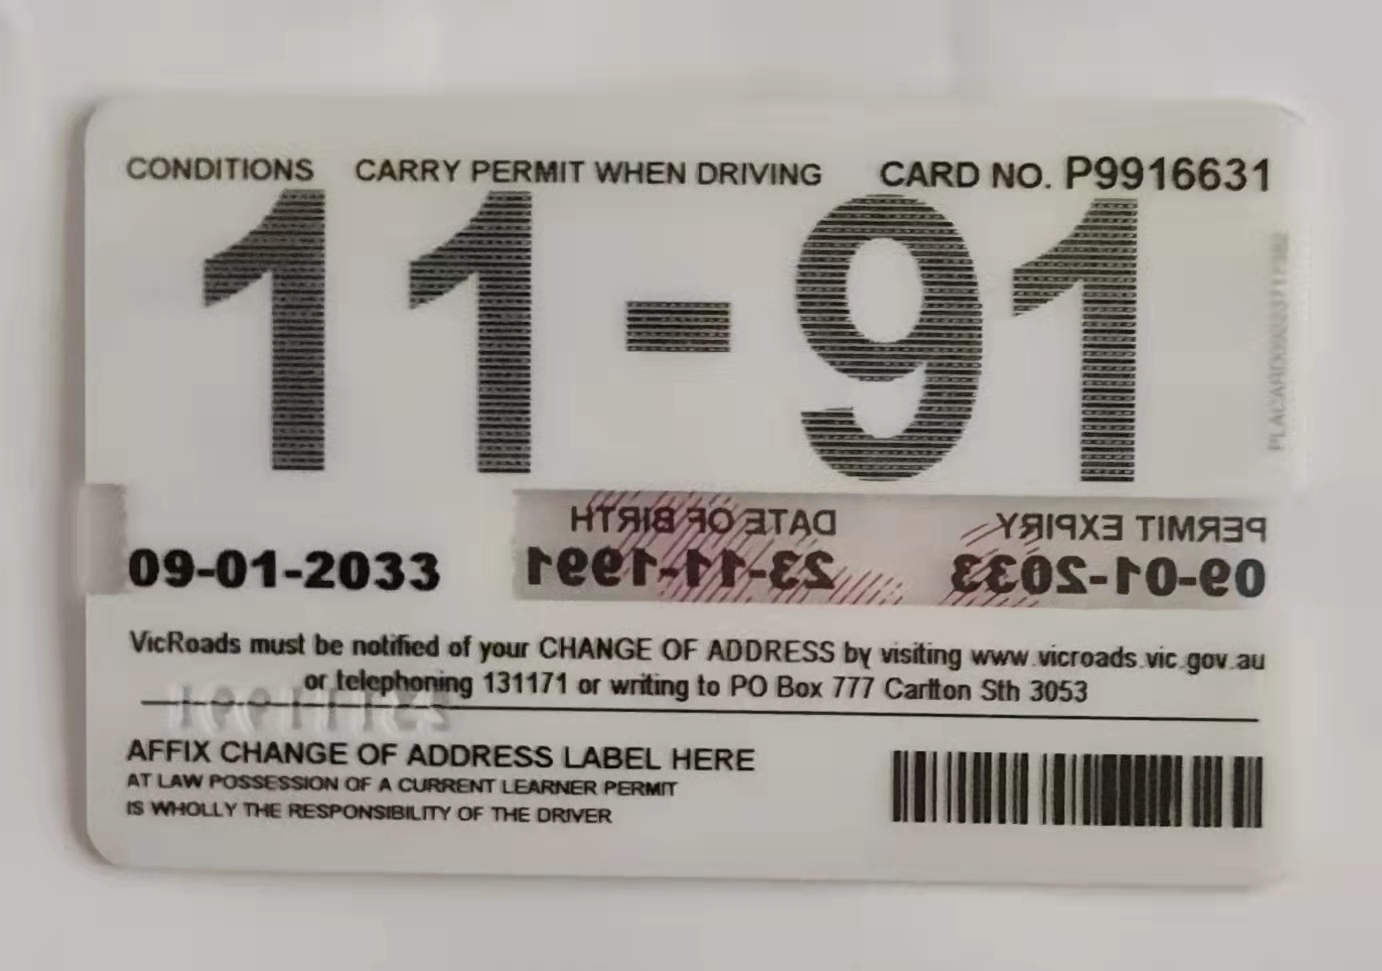 CONDITIONS CARRY PERMIT WHEN DRIVING CARD NO. P9916631
11-91
DATE OF BIRTH PERMIT EXPIRY
09-01-2033 23-11-1991 09-01-2033
VicRoads must be notified of your CHANGE OF ADDRESS by visiting www.vicroads.vic.gov.au
or telephoning 131171 or writing to PO Box 777 Carlton Sth 3053
23111991
AFFIX CHANGE OF ADDRESS LABEL HERE
AT LAW POSSESSION OF A CURRENT LEARNER PERMIT
IS WHOLLY THE RESPONSIBILITY OF THE DRIVER